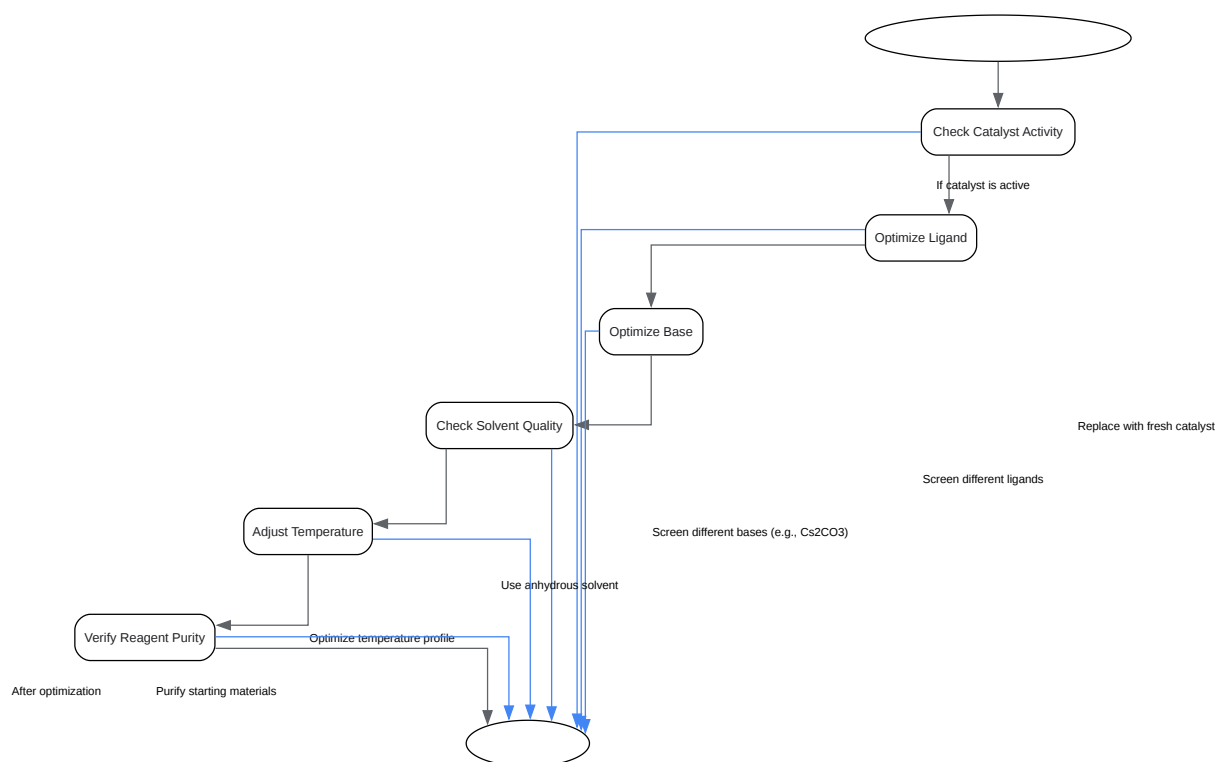 Check Catalyst Activity
If catalyst is active
Optimize Ligand
Optimize Base
Check Solvent Quality
Replace with fresh catalyst
Screen different ligands
Adjust Temperature
Screen different bases (e.g., Cs2CO3)
Use anhydrous solvent
Verify Reagent Purity
Optimize temperature profile
After optimization
Purify starting materials